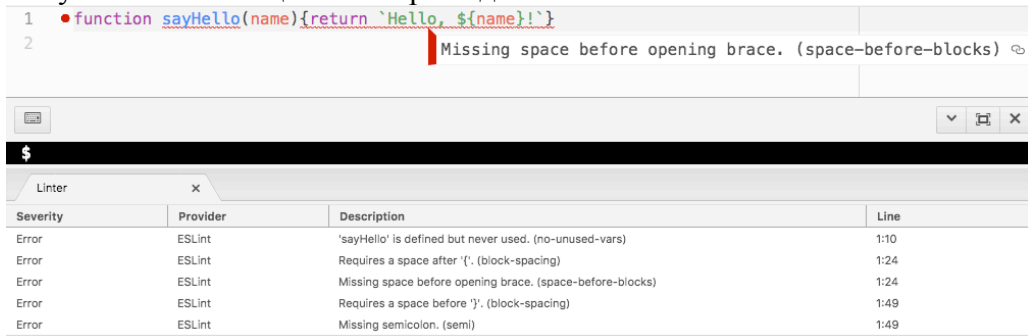 1 function sayHello(name){return `Hello, ${name}!`}
2
Missing space before opening brace. (space-before-blocks)
$
Linter
Severity Provider Description Line
Error ESLint 'sayHello' is defined but never used. (no-unused-vars) 1:10
Error ESLint Requires a space after '{'. (block-spacing) 1:24
Error ESLint Missing space before opening brace. (space-before-blocks) 1:24
Error ESLint Requires a space before '}'. (block-spacing) 1:49
Error ESLint Missing semicolon. (semi) 1:49